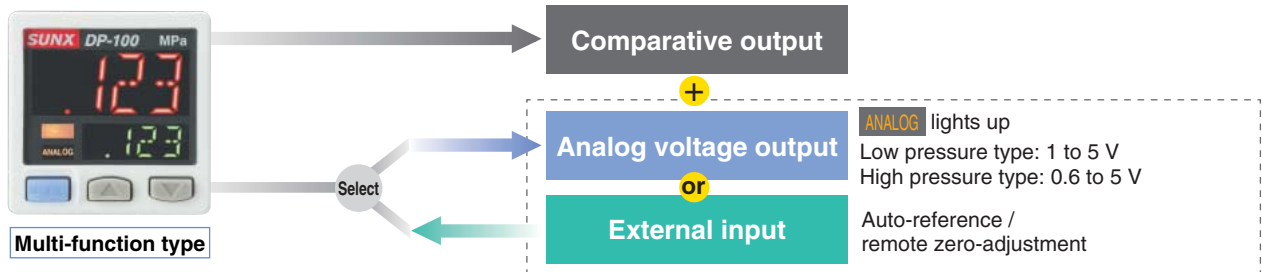 SUNX DP-100 MPa
.123
ANALOG .123
Multi-function type
Select
Comparative output
+
Analog voltage output
or
External input
ANALOG lights up
Low pressure type: 1 to 5 V
High pressure type: 0.6 to 5 V
Auto-reference /
remote zero-adjustment